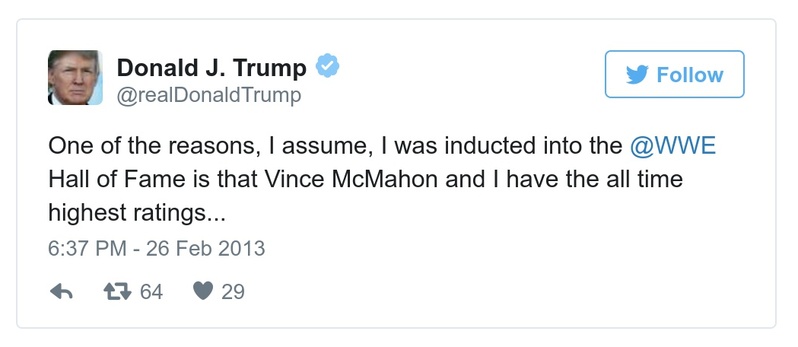 Donald J. Trump
@realDonaldTrump
Follow
One of the reasons, I assume, I was inducted into the @WWE
Hall of Fame is that Vince McMahon and I have the all time
highest ratings...
6:37 PM - 26 Feb 2013
64 29